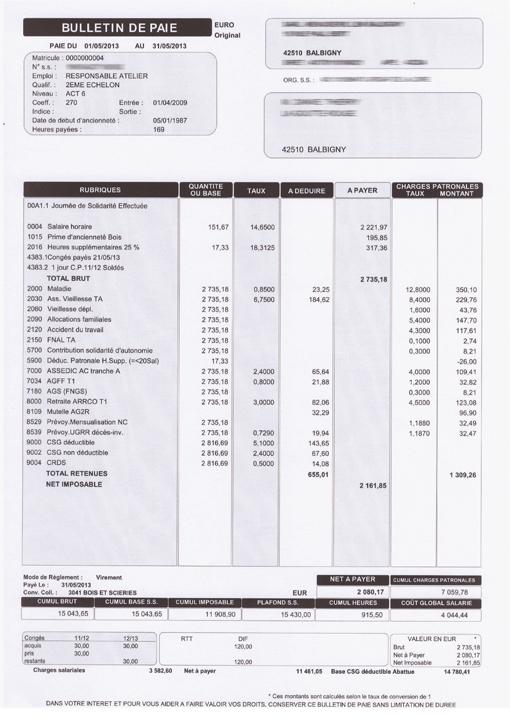 BULLETIN DE PAIE
EURO
Original
PAIE DU 01/05/2013 AU 31/05/2013
Matricule : 0000000004
N° s.s. :
Emploi : RESPONSABLE ATELIER
Qualif. : 2EME ECHELON
Niveau : ACT 6
Coeff. : 270 Entrée : 01/04/2009
Indice : Sortie :
Date de debut d'ancienneté : 05/01/1987
Heures payées : 169
42510 BALBIGNY
ORG. S.S. :
42510 BALBIGNY
RUBRIQUES QUANTITE OU BASE TAUX A DEDUIRE A PAYER CHARGES PATRONALES TAUX MONTANT
00A1.1 Journée de Solidarité Effectuée
0004 Salaire horaire 151,67 14,6500 2 221,97
1015 Prime d'ancienneté Bois 195,85
2016 Heures supplémentaires 25 % 17,33 18,3125 317,36
4383.1Congés payés 21/05/13
4383.2 1 jour C.P.11/12 Soldés
TOTAL BRUT 2 735,18
2000 Maladie 2 735,18 0,8500 23,25 12,8000 350,10
2030 Ass. Vieillesse TA 2 735,18 6,7500 184,62 8,4000 229,76
2060 Vieillesse dépl. 2 735,18 1,6000 43,76
2090 Allocations familiales 2 735,18 5,4000 147,70
2120 Accident du travail 2 735,18 4,3000 117,61
2150 FNAL TA 2 735,18 0,1000 2,74
5700 Contribution solidarité d'autonomie 2 735,18 0,3000 8,21
5900 Déduc. Patronale H.Supp. (=<20Sal) 17,33 -26,00
7000 ASSEDIC AC tranche A 2 735,18 2,4000 65,64 4,0000 109,41
7034 AGFF T1 2 735,18 0,8000 21,88 1,2000 32,82
7180 AGS (FNGS) 2 735,18 0,3000 8,21
8000 Retraite ARRCO T1 2 735,18 3,0000 82,06 4,5000 123,08
8109 Mutelle AG2R 32,29 96,90
8529 Prévoy.Mensualisation NC 2 735,18 1,1880 32,49
8539 Prévoy.UGRR décès-inv. 2 735,18 0,7290 19,94 1,1870 32,47
9000 CSG déductible 2 816,69 5,1000 143,65
9002 CSG non déductible 2 816,69 2,4000 67,60
9004 CRDS 2 816,69 0,5000 14,08
TOTAL RETENUES 655,01 1 309,26
NET IMPOSABLE 2 161,85
Mode de Règlement : Virement
Payé Le : 31/05/2013
Conv. Coll. : 3041 BOIS ET SCIERIES
EUR
NET A PAYER CUMUL CHARGES PATRONALES
2 080,17 7 059,78
CUMUL BRUT CUMUL BASE S.S. CUMUL IMPOSABLE PLAFOND S.S. CUMUL HEURES COÛT GLOBAL SALARIE
15 043,65 15 043,65 11 908,90 15 430,00 915,50 4 044,44
Congés 11/12 12/13 RTT DIF
acquis 30,00 30,00 120,00
pris 30,00
restants 30,00 120,00
VALEUR EN EUR *
Brut 2 735,18
Net à Payer 2 080,17
Net Imposable 2 161,85
Charges salariales 3 582,60 Net à payer 11 461,05 Base CSG déductible Abattue 14 780,41
* Ces montants sont calculés selon le taux de conversion de 1
DANS VOTRE INTERET ET POUR VOUS AIDER A FAIRE VALOIR VOS DROITS, CONSERVER CE BULLETIN DE PAIE SANS LIMITATION DE DUREE